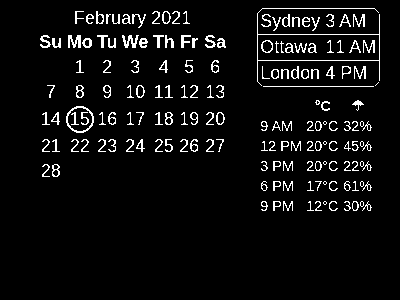 February 2021
Su Mo Tu We Th Fr Sa
1 2 3 4 5 6
7 8 9 10 11 12 13
14 15 16 17 18 19 20
21 22 23 24 25 26 27
28
Sydney 3 AM
Ottawa 11 AM
London 4 PM
°C ☂
9 AM 20°C 32%
12 PM 20°C 45%
3 PM 20°C 22%
6 PM 17°C 61%
9 PM 12°C 30%